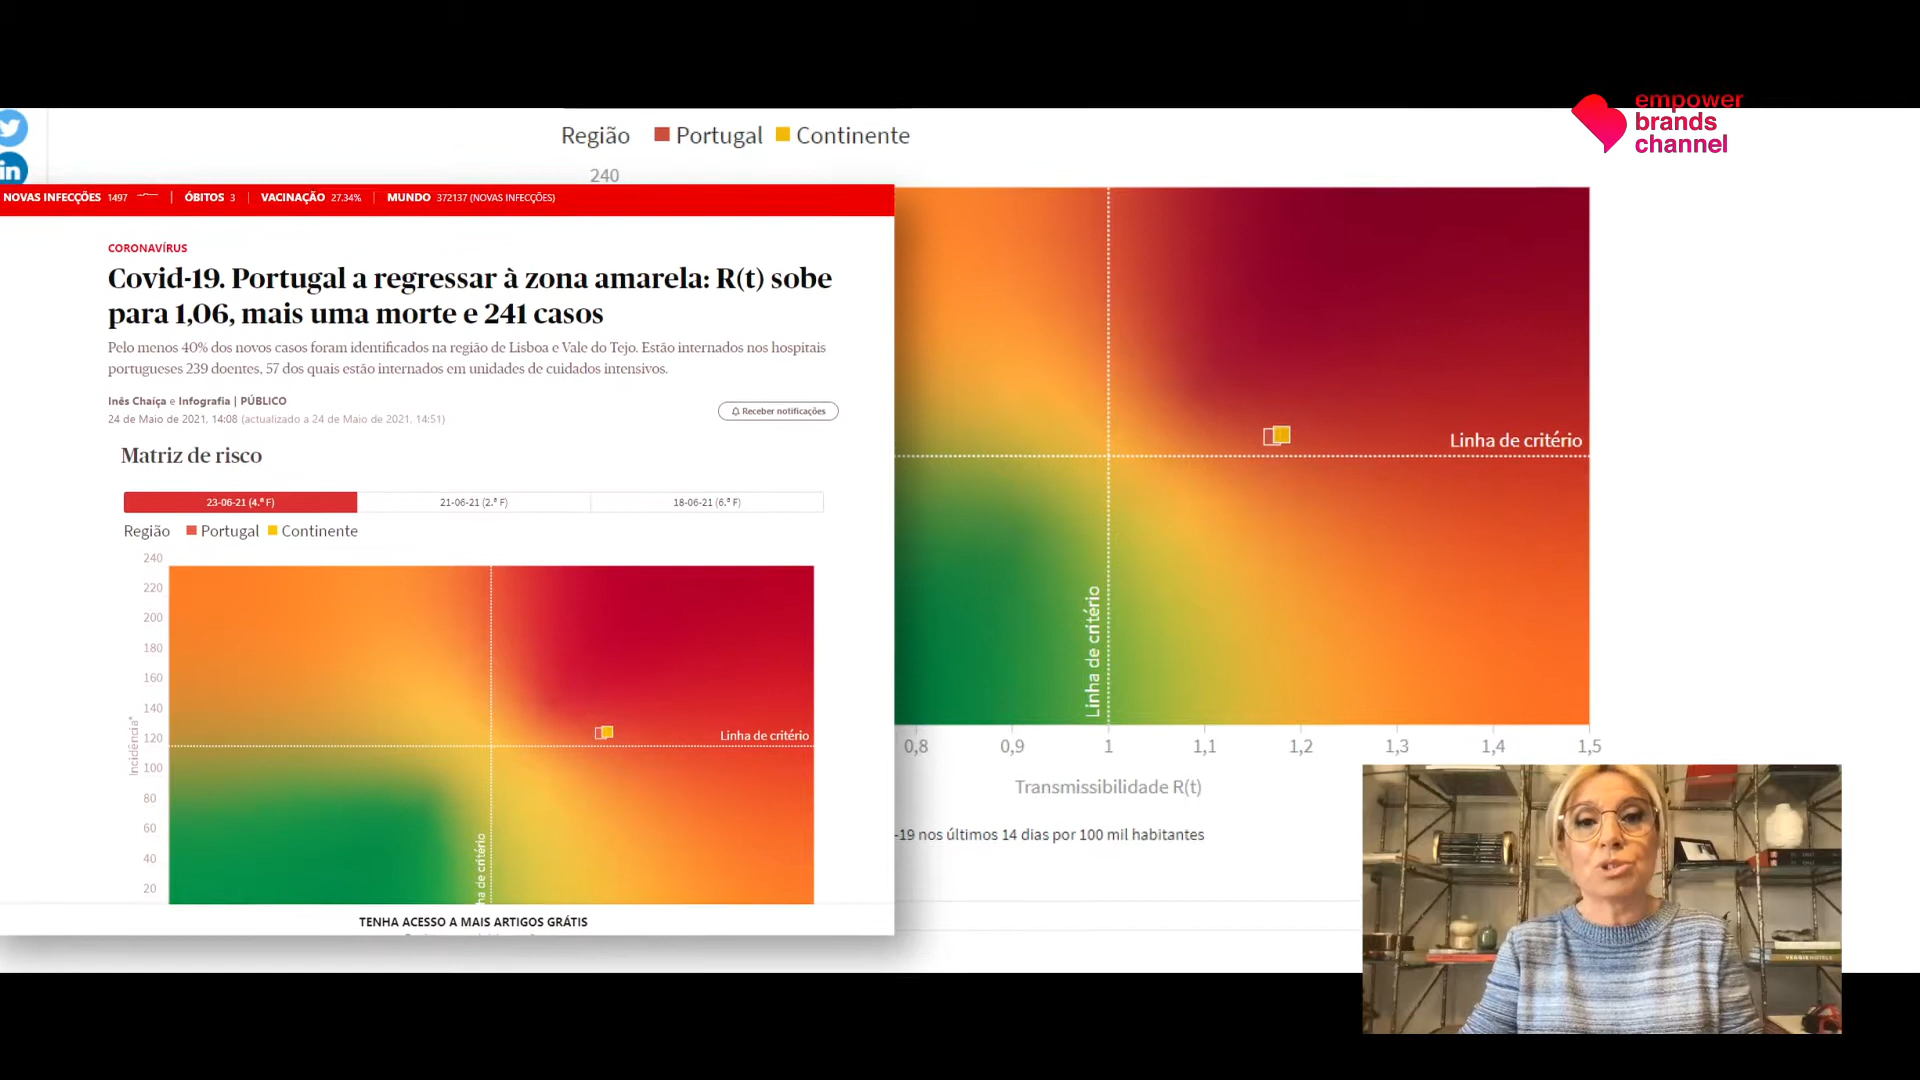 empower
brands
channel
Região Portugal Continente
240
in
NOVAS INFECÇÕES 1497 | ÓBITOS 3 | VACINAÇÃO 27.34% | MUNDO 372137 (NOVAS INFECÇÕES)
CORONAVÍRUS
Covid-19. Portugal a regressar à zona amarela: R(t) sobe
para 1,06, mais uma morte e 241 casos
Pelo menos 40% dos novos casos foram identificados na região de Lisboa e Vale do Tejo. Estão internados nos hospitais
portugueses 239 doentes, 57 dos quais estão internados em unidades de cuidados intensivos.
Inês Chaíça e Infografia | PÚBLICO
24 de Maio de 2021, 14:08 (actualizado a 24 de Maio de 2021, 14:51)
Receber notificações
Matriz de risco
23-06-21 (4.ª F) 21-06-21 (2.ª F) 18-06-21 (6.ª F)
Região Portugal Continente
240
220
200
180
160
140
120
100
80
60
40
20
Incidência*
Linha de critério
ha de critério
TENHA ACESSO A MAIS ARTIGOS GRÁTIS
Linha de critério
Linha de critério
0,8 0,9 1 1,1 1,2 1,3 1,4 1,5
Transmissibilidade R(t)
-19 nos últimos 14 dias por 100 mil habitantes
VEGGIE HOTELS